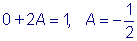 0 + 2A = 1,   A = -1/2